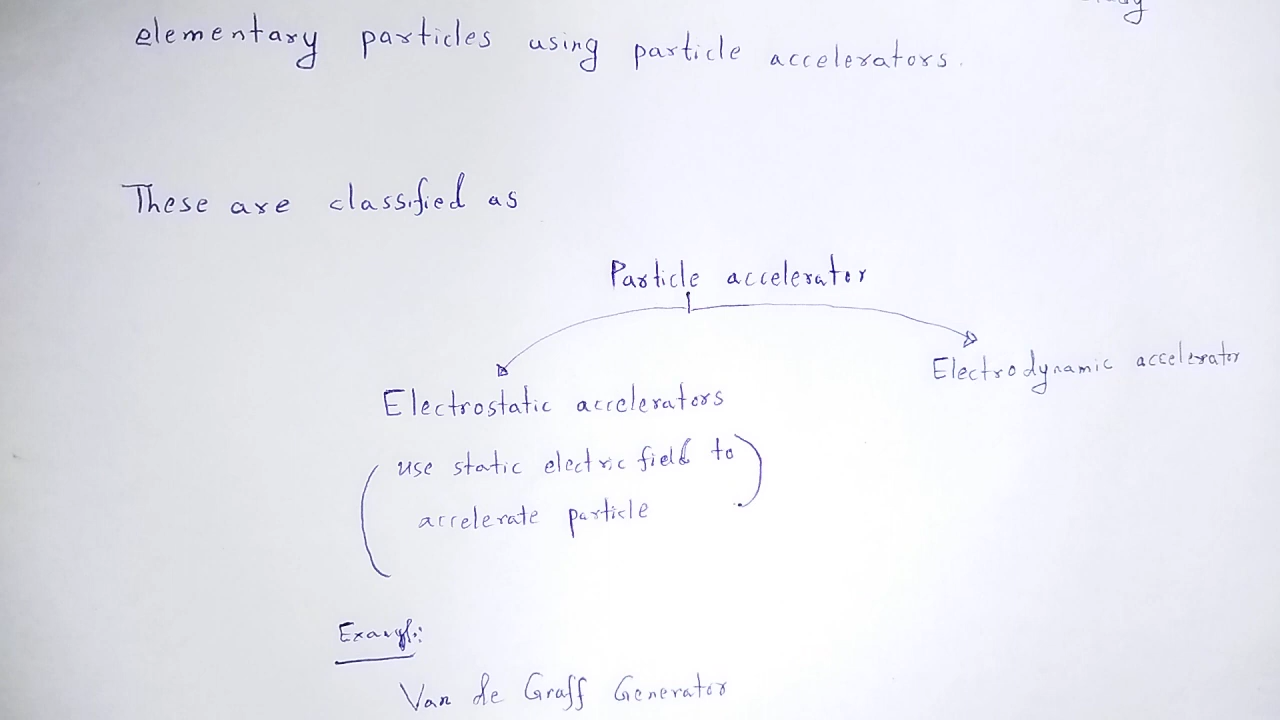 elementary particles using particle accelerators.
These are classified as
Particle accelerator
Electrostatic accelerators
Electrodynamic accelerator
(use static electric field to
accelerate particle)
Example:
Van de Graff Generator